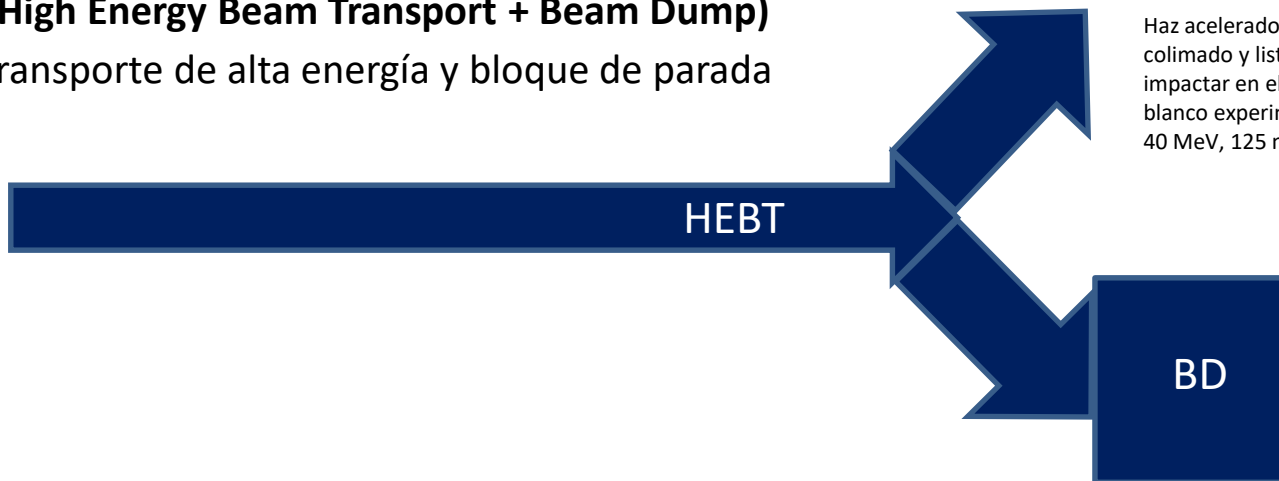 High Energy Beam Transport + Beam Dump)
ransporte de alta energía y bloque de parada
Haz acelerado
colimado y list
impactar en el
blanco experi
40 MeV, 125
HEBT
BD